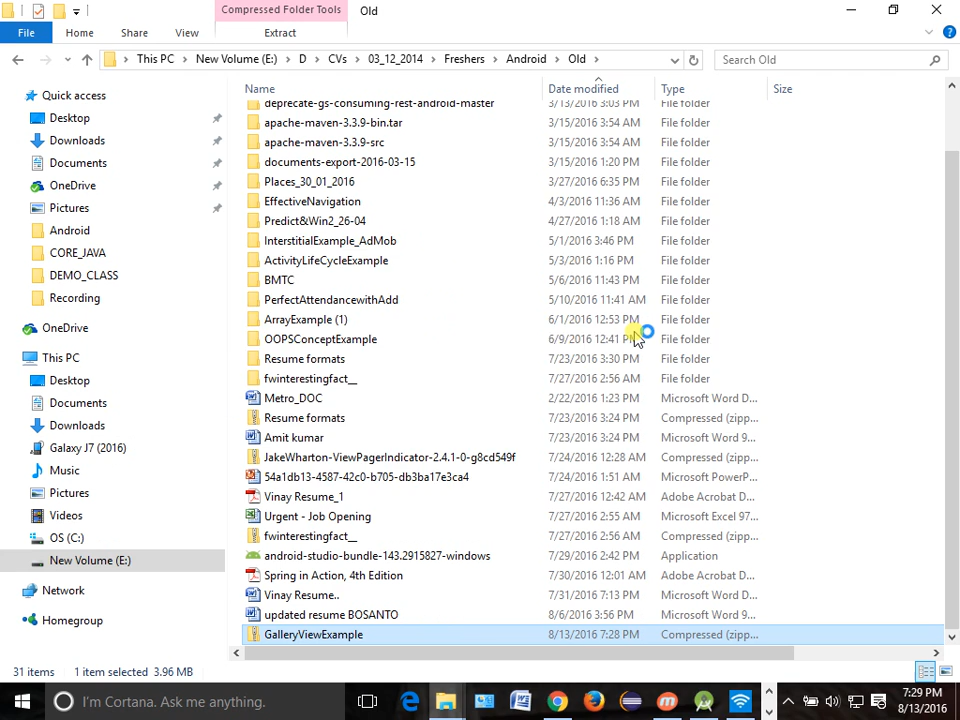 Compressed Folder Tools Old
File Home Share View Extract
This PC New Volume (E:) D CVs 03_12_2014 Freshers Android Old Search Old
Name Date modified Type Size
Quick access
Desktop
Downloads
Documents
OneDrive
Pictures
Android
CORE_JAVA
DEMO_CLASS
Recording
OneDrive
This PC
Desktop
Documents
Downloads
Galaxy J7 (2016)
Music
Pictures
Videos
OS (C:)
New Volume (E:)
Network
Homegroup
deprecate-gs-consuming-rest-android-master 3/13/2016 3:03 PM File folder
apache-maven-3.3.9-bin.tar 3/15/2016 3:54 AM File folder
apache-maven-3.3.9-src 3/15/2016 3:54 AM File folder
documents-export-2016-03-15 3/15/2016 1:20 PM File folder
Places_30_01_2016 3/27/2016 6:35 PM File folder
EffectiveNavigation 4/3/2016 11:36 AM File folder
Predict&Win2_26-04 4/27/2016 1:18 AM File folder
InterstitialExample_AdMob 5/1/2016 3:46 PM File folder
ActivityLifeCycleExample 5/3/2016 1:16 PM File folder
BMTC 5/6/2016 11:43 PM File folder
PerfectAttendancewithAdd 5/10/2016 11:41 AM File folder
ArrayExample (1) 6/1/2016 12:53 PM File folder
OOPSConceptExample 6/9/2016 12:41 PM File folder
Resume formats 7/23/2016 3:30 PM File folder
fwinterestingfact__ 7/27/2016 2:56 AM File folder
Metro_DOC 2/22/2016 1:23 PM Microsoft Word D...
Resume formats 7/23/2016 3:24 PM Compressed (zipp...
Amit kumar 7/23/2016 3:24 PM Microsoft Word 9...
JakeWharton-ViewPagerIndicator-2.4.1-0-g8cd549f 7/24/2016 12:28 AM Compressed (zipp...
54a1db13-4587-42c0-b705-db3ba17e3ca4 7/24/2016 1:51 AM Microsoft PowerP...
Vinay Resume_1 7/27/2016 12:42 AM Adobe Acrobat D...
Urgent - Job Opening 7/27/2016 2:55 AM Microsoft Excel 97...
fwinterestingfact__ 7/27/2016 2:56 AM Compressed (zipp...
android-studio-bundle-143.2915827-windows 7/29/2016 2:42 PM Application
Spring in Action, 4th Edition 7/30/2016 12:01 AM Adobe Acrobat D...
Vinay Resume.. 7/31/2016 7:13 PM Microsoft Word D...
updated resume BOSANTO 8/6/2016 3:56 PM Microsoft Word 9...
GalleryViewExample 8/13/2016 7:28 PM Compressed (zipp...
31 items 1 item selected 3.96 MB
I'm Cortana. Ask me anything.
7:29 PM
8/13/2016